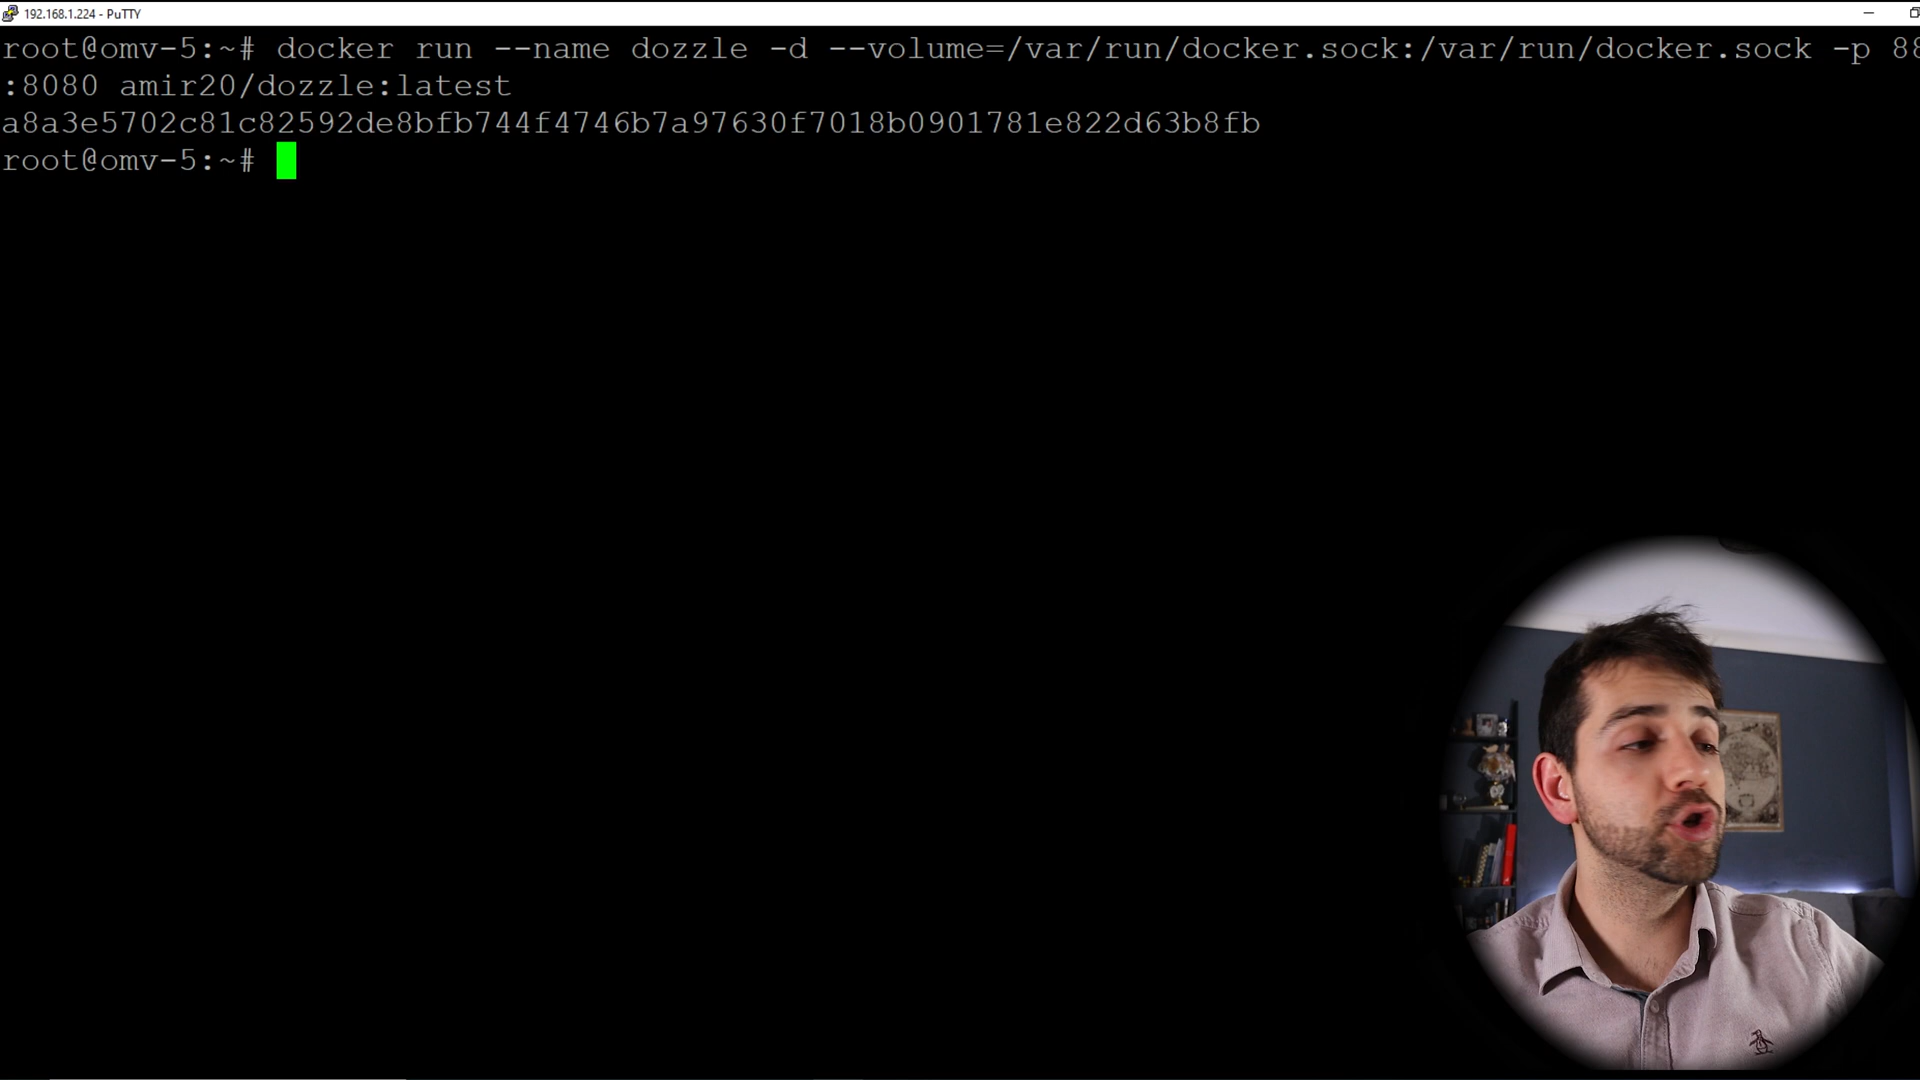 192.168.1.224 - PuTTY
root@omv-5:~# docker run --name dozzle -d --volume=/var/run/docker.sock:/var/run/docker.sock -p 88
:8080 amir20/dozzle:latest
a8a3e5702c81c82592de8bfb744f4746b7a97630f7018b0901781e822d63b8fb
root@omv-5:~#